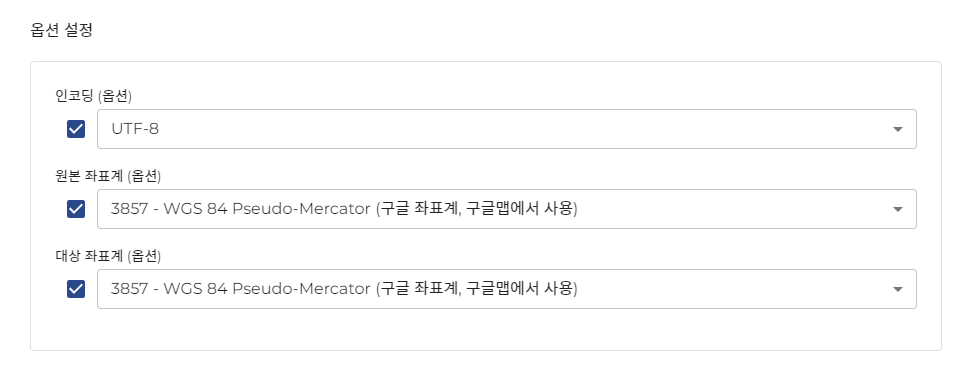 옵션 설정
인코딩 (옵션)
UTF-8
원본 좌표계 (옵션)
3857 - WGS 84 Pseudo-Mercator (구글 좌표계, 구글맵에서 사용)
대상 좌표계 (옵션)
3857 - WGS 84 Pseudo-Mercator (구글 좌표계, 구글맵에서 사용)